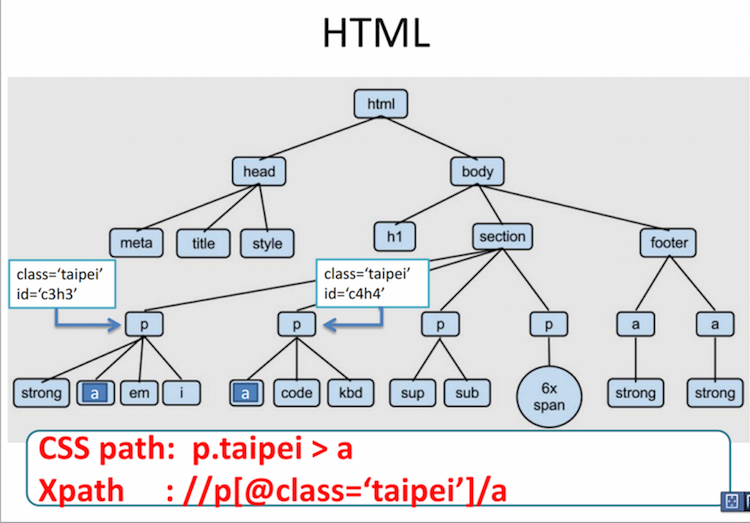 HTML
html
head
body
meta
title
style
h1
section
footer
class=‘taipei’
id=‘c3h3’
class=‘taipei’
id=‘c4h4’
p
p
p
p
a
a
strong
a
em
i
a
code
kbd
sup
sub
6x
span
strong
strong
CSS path: p.taipei > a
Xpath : //p[@class=‘taipei’]/a